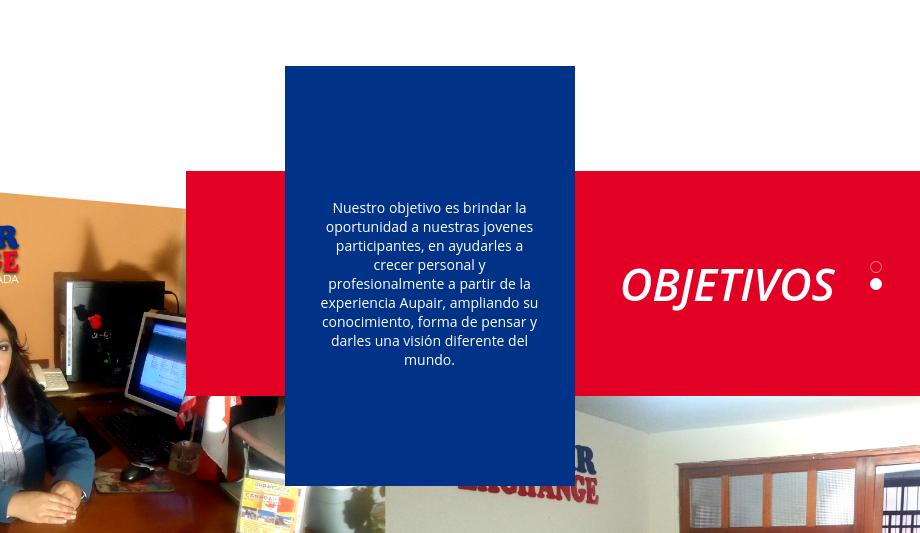 Nuestro objetivo es brindar la
oportunidad a nuestras jovenes
participantes, en ayudarles a
crecer personal y
profesionalmente a partir de la
experiencia Aupair, ampliando su
conocimiento, forma de pensar y
darles una visión diferente del
mundo.
OBJETIVOS